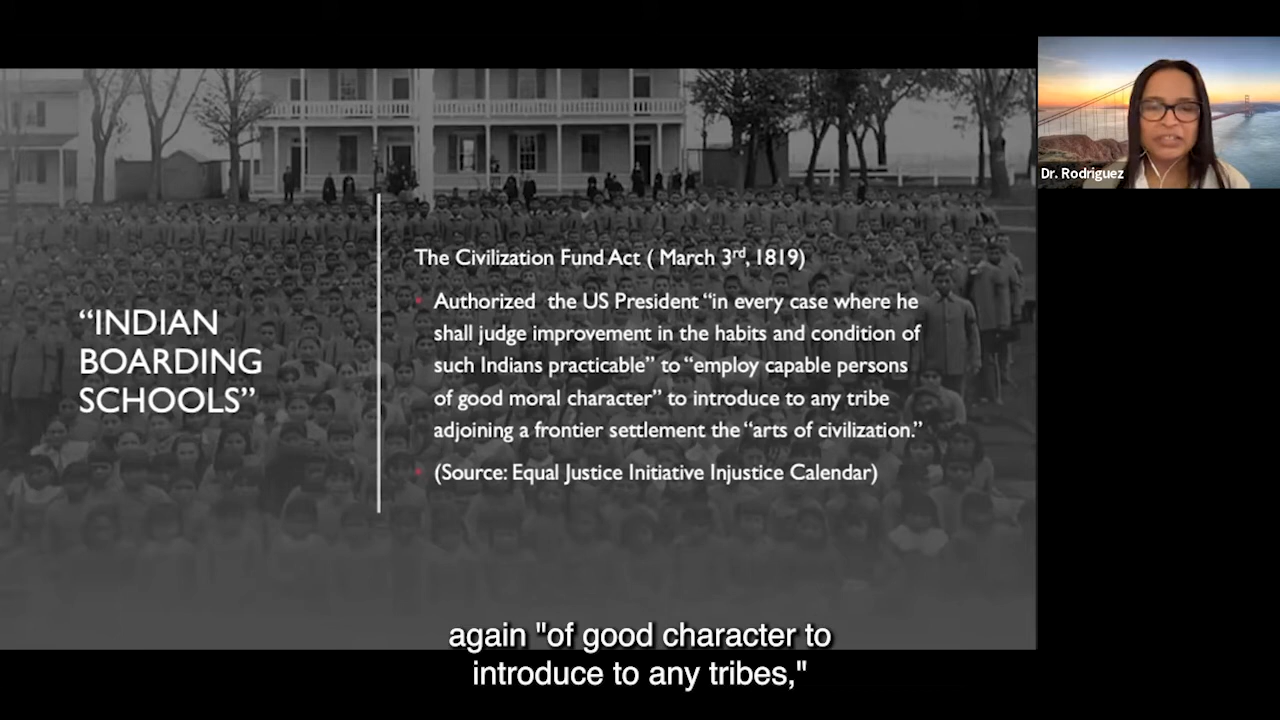 Dr. Rodriguez
“INDIAN
BOARDING
SCHOOLS”
The Civilization Fund Act ( March 3rd, 1819)
• Authorized the US President “in every case where he
shall judge improvement in the habits and condition of
such Indians practicable” to “employ capable persons
of good moral character” to introduce to any tribe
adjoining a frontier settlement the “arts of civilization.”
• (Source: Equal Justice Initiative Injustice Calendar)
again "of good character to
introduce to any tribes,"